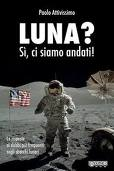 Paolo Attivissimo
LUNA?
Sì, ci siamo andati!
Le risposte
ai dubbi più frequenti
sugli sbarchi lunari